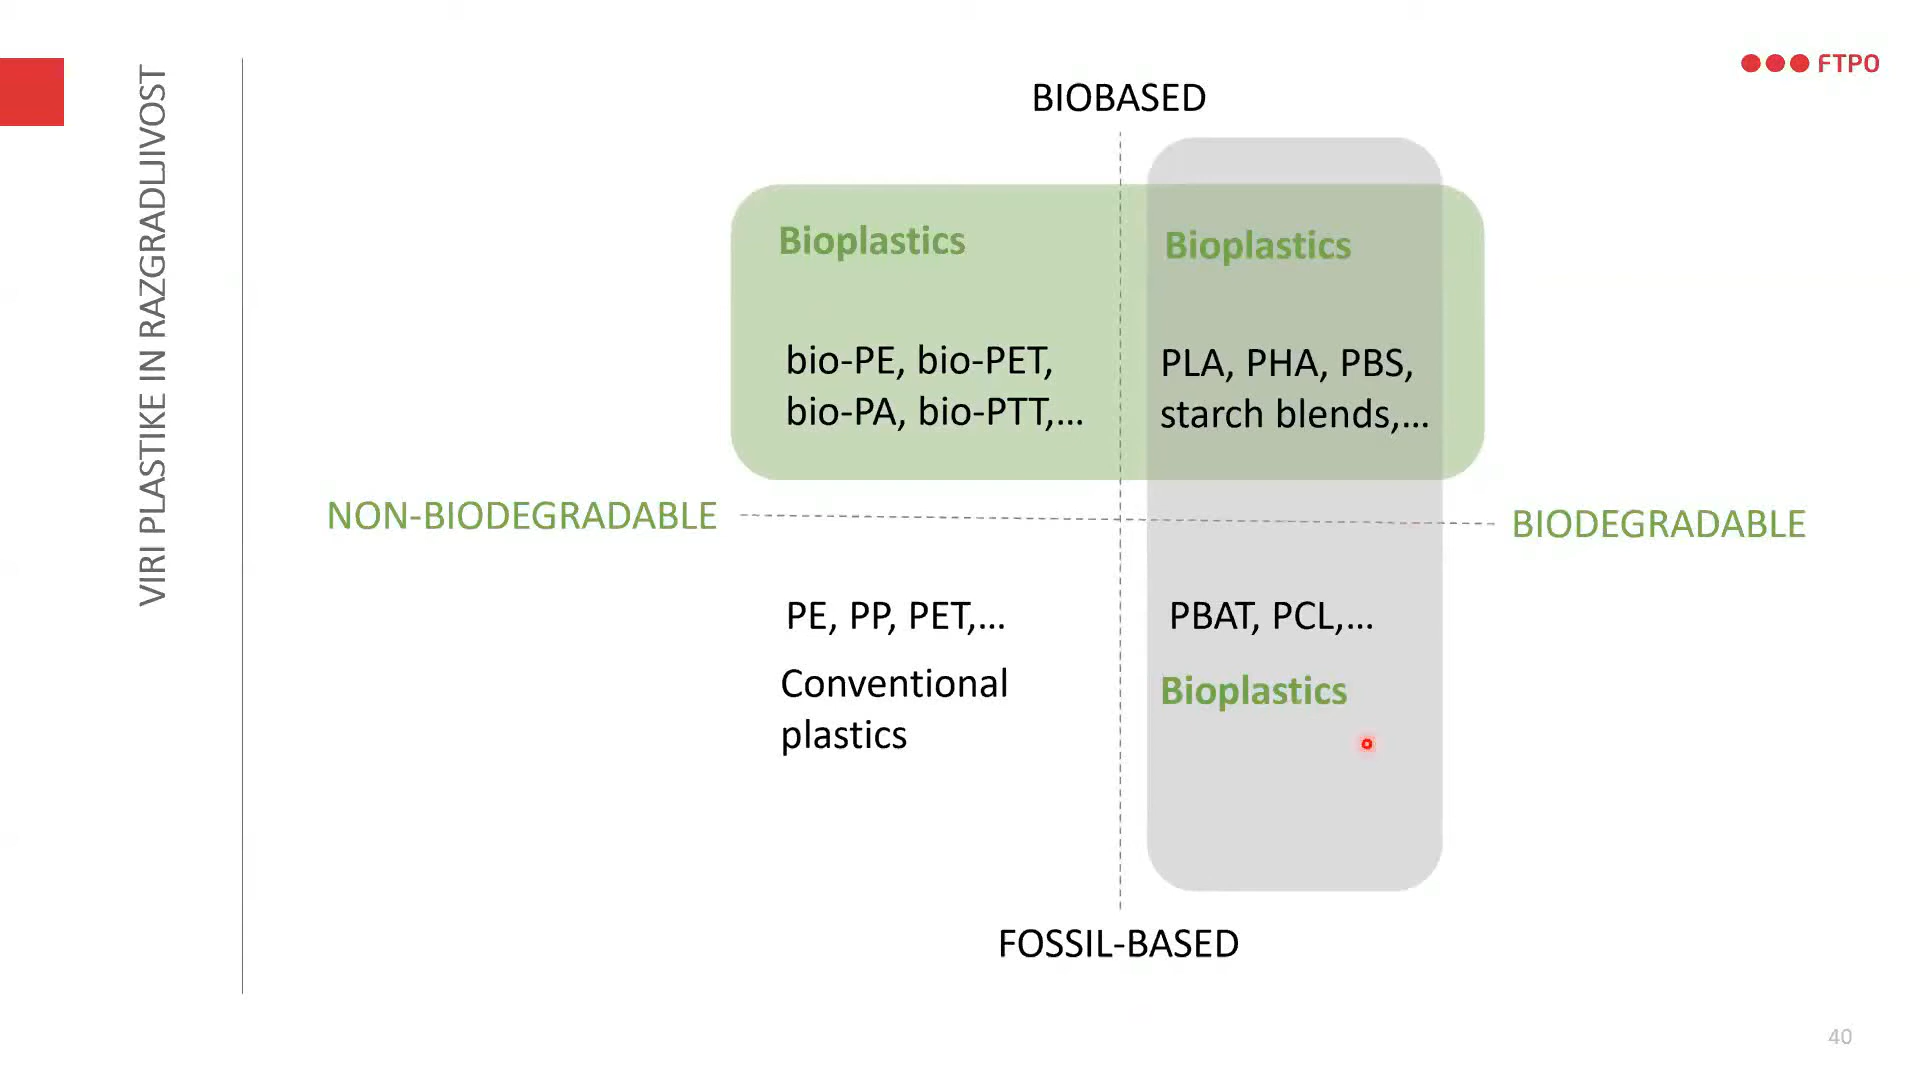 VIRI PLASTIKE IN RAZGRADLJIVOST
FTPO
BIOBASED
Bioplastics
Bioplastics
bio-PE, bio-PET,
bio-PA, bio-PTT,...
PLA, PHA, PBS,
starch blends,...
NON-BIODEGRADABLE
BIODEGRADABLE
PE, PP, PET,...
Conventional
plastics
PBAT, PCL,...
Bioplastics
FOSSIL-BASED
40